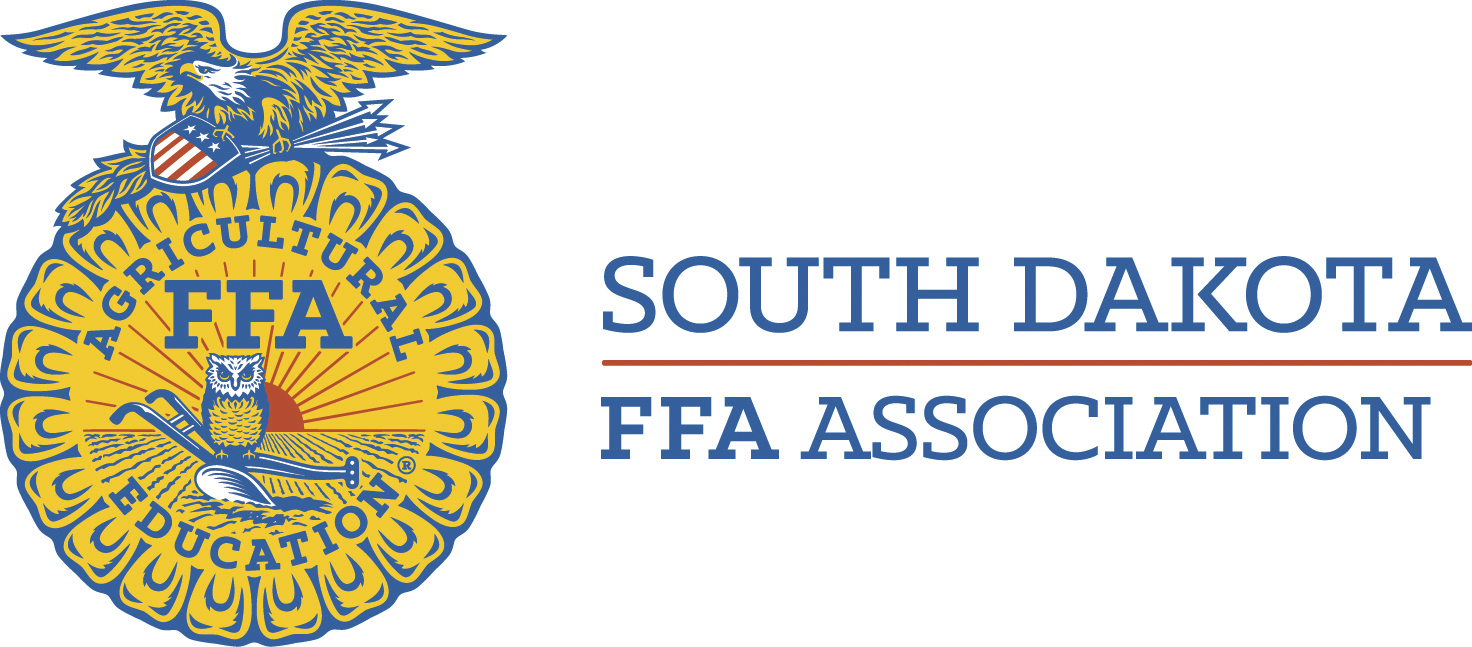 AGRICULTURAL
FFA
EDUCATION®
SOUTH DAKOTA
FFA ASSOCIATION